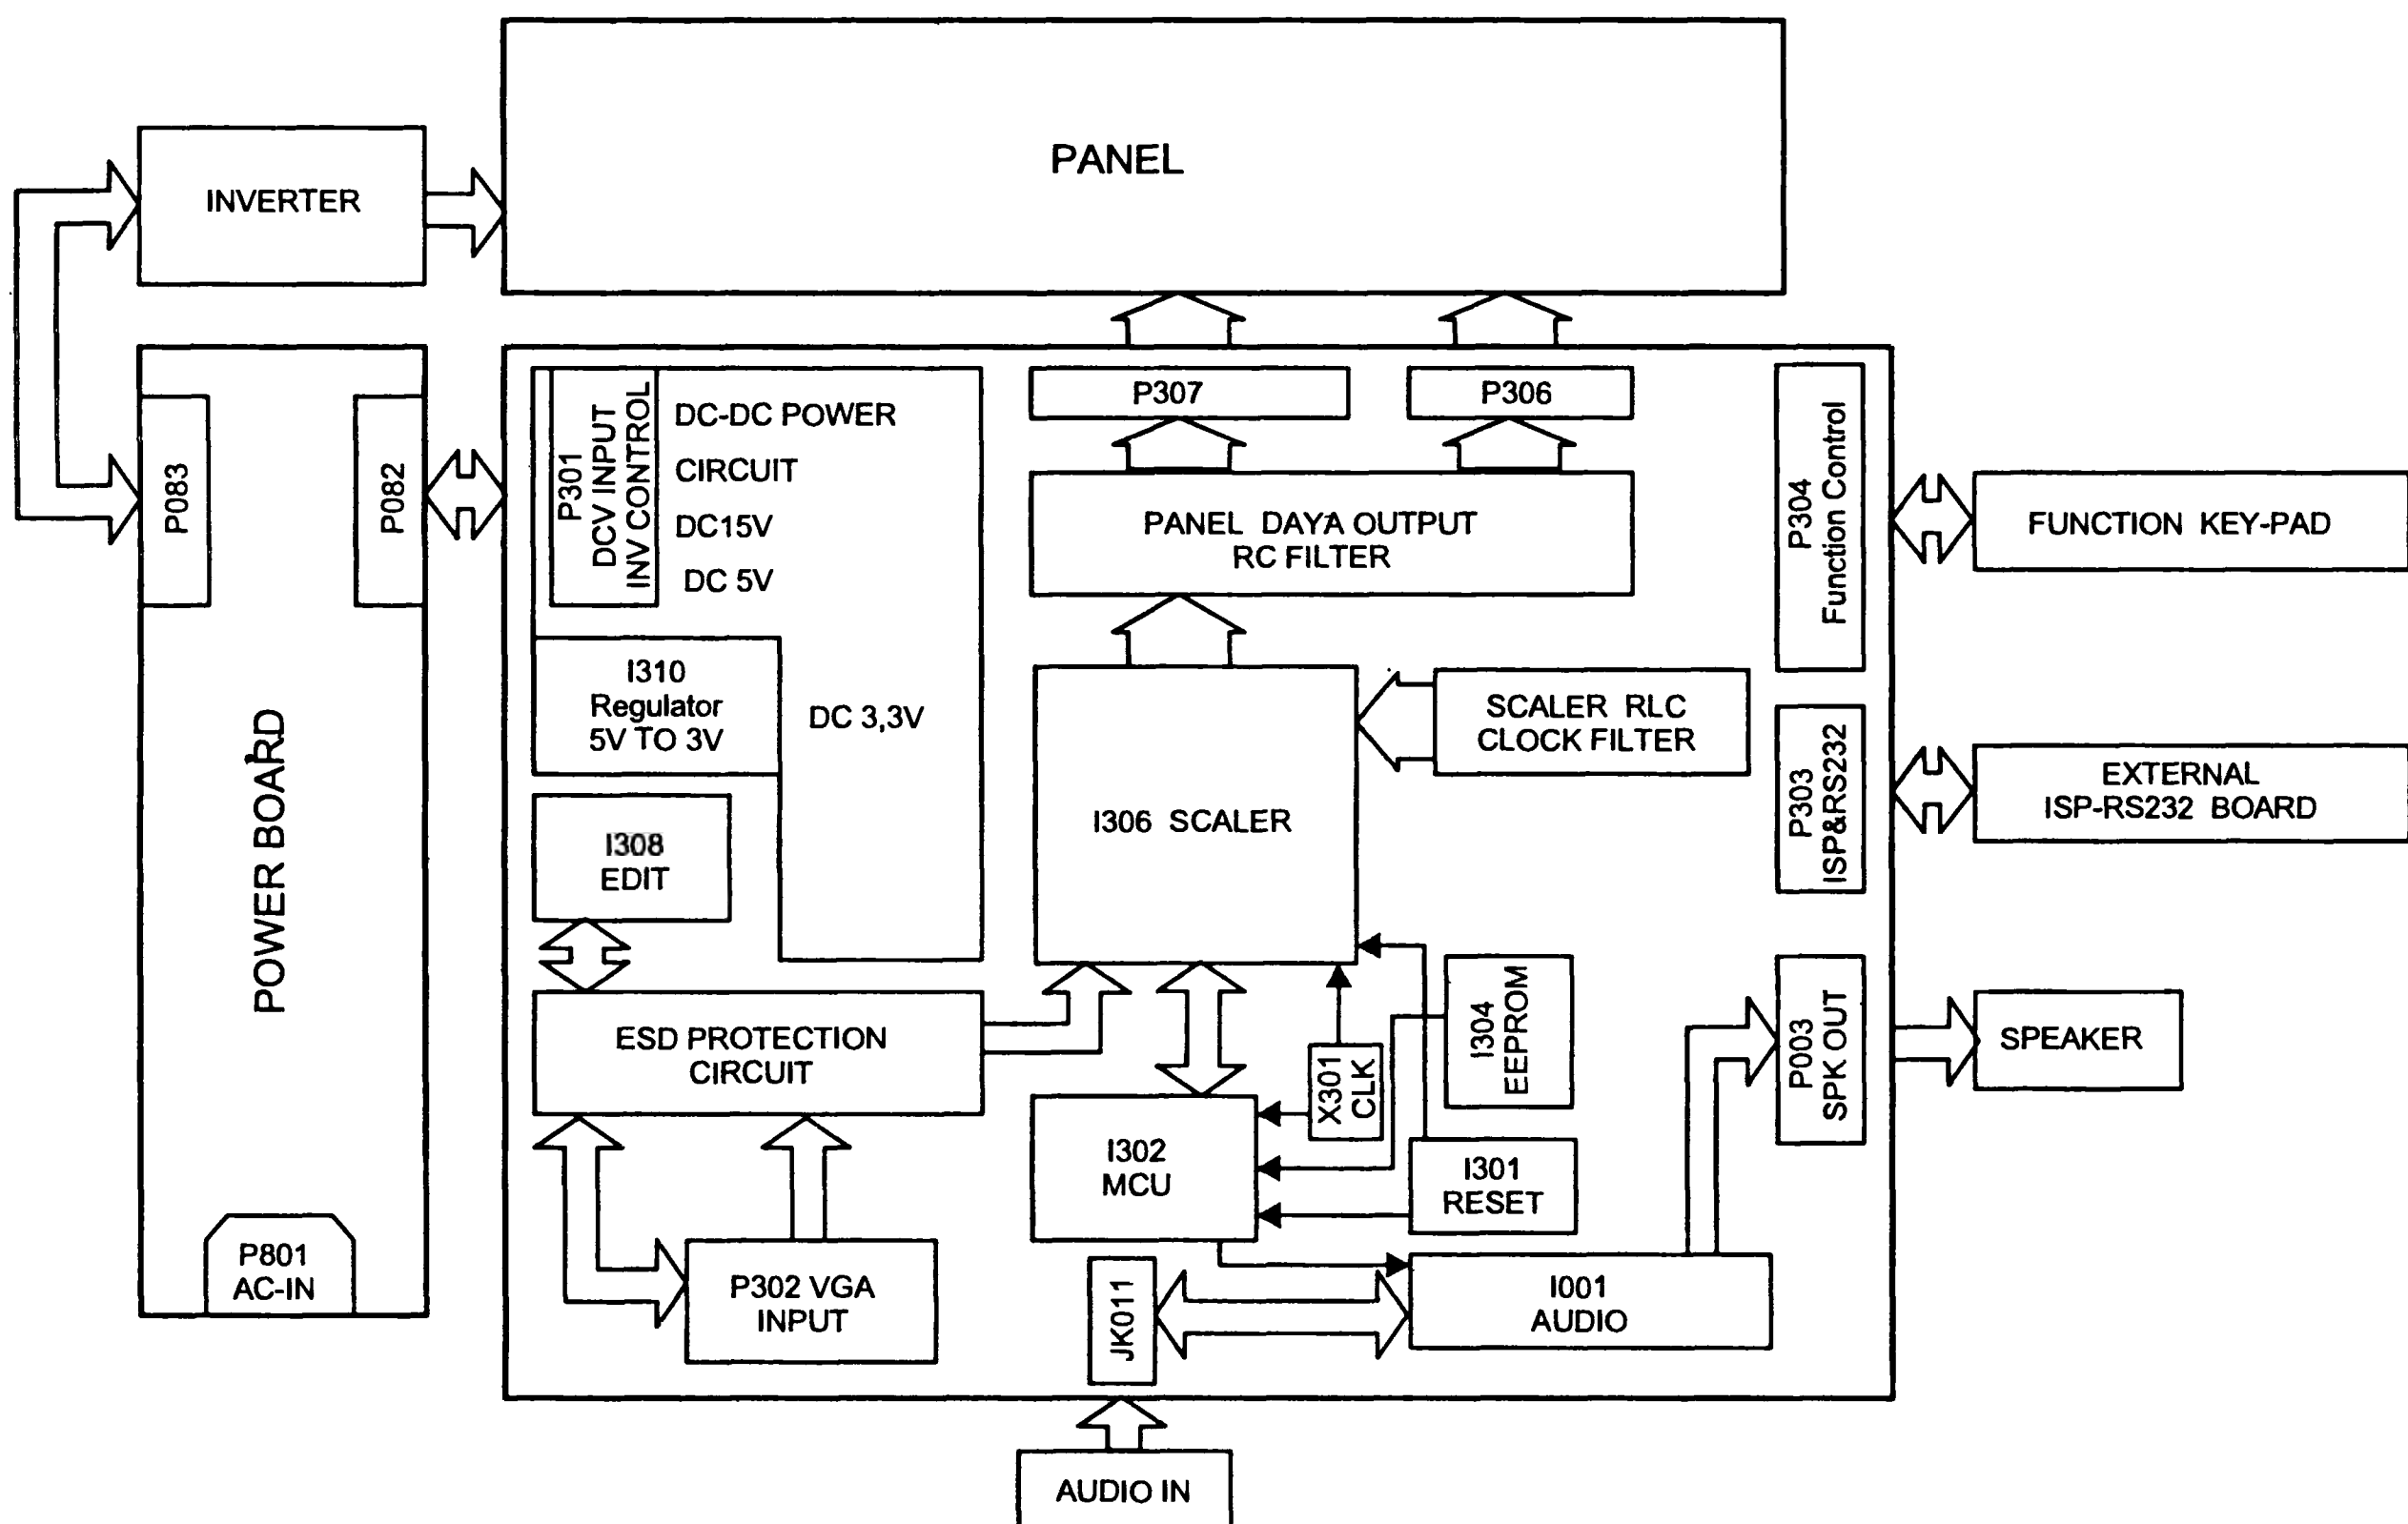 PANEL
INVERTER
P083
P082
POWER BOARD
P801
AC-IN
P301
DCV INPUT
INV CONTROL
DC-DC POWER
CIRCUIT
DC15V
DC 5V
I310
Regulator
5V TO 3V
DC 3,3V
I308
EDIT
ESD PROTECTION
CIRCUIT
P302 VGA
INPUT
P307
P306
PANEL DAYA OUTPUT
RC FILTER
I306 SCALER
SCALER RLC
CLOCK FILTER
I304
EEPROM
X301
CLK
I302
MCU
I301
RESET
JK011
I001
AUDIO
P304
Function Control
P303
ISP&RS232
P003
SPK OUT
FUNCTION KEY-PAD
EXTERNAL
ISP-RS232 BOARD
SPEAKER
AUDIO IN